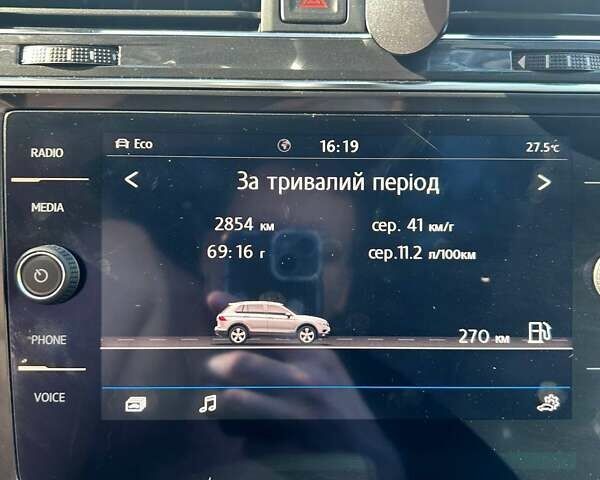 RADIO
MEDIA
PHONE
VOICE
Eco 16:19 27.5°C
За тривалий період
2854 км сер. 41 км/г
69:16 г сер.11.2 л/100км
270 км